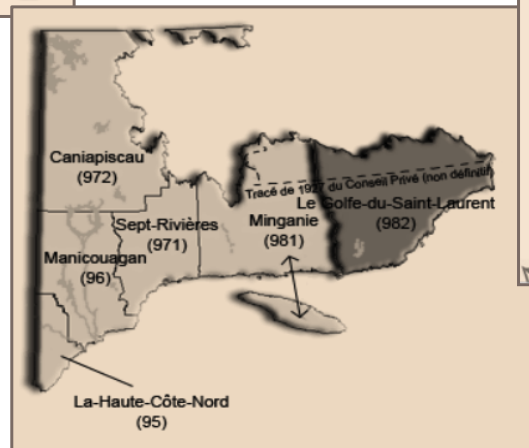 Caniapiscau
(972)
Tracé de 1927 du Conseil Privé (non définitif)
Le Golfe-du-Saint-Laurent
(982)
Sept-Rivières
(971)
Minganie
(981)
Manicouagan
(96)
La-Haute-Côte-Nord
(95)